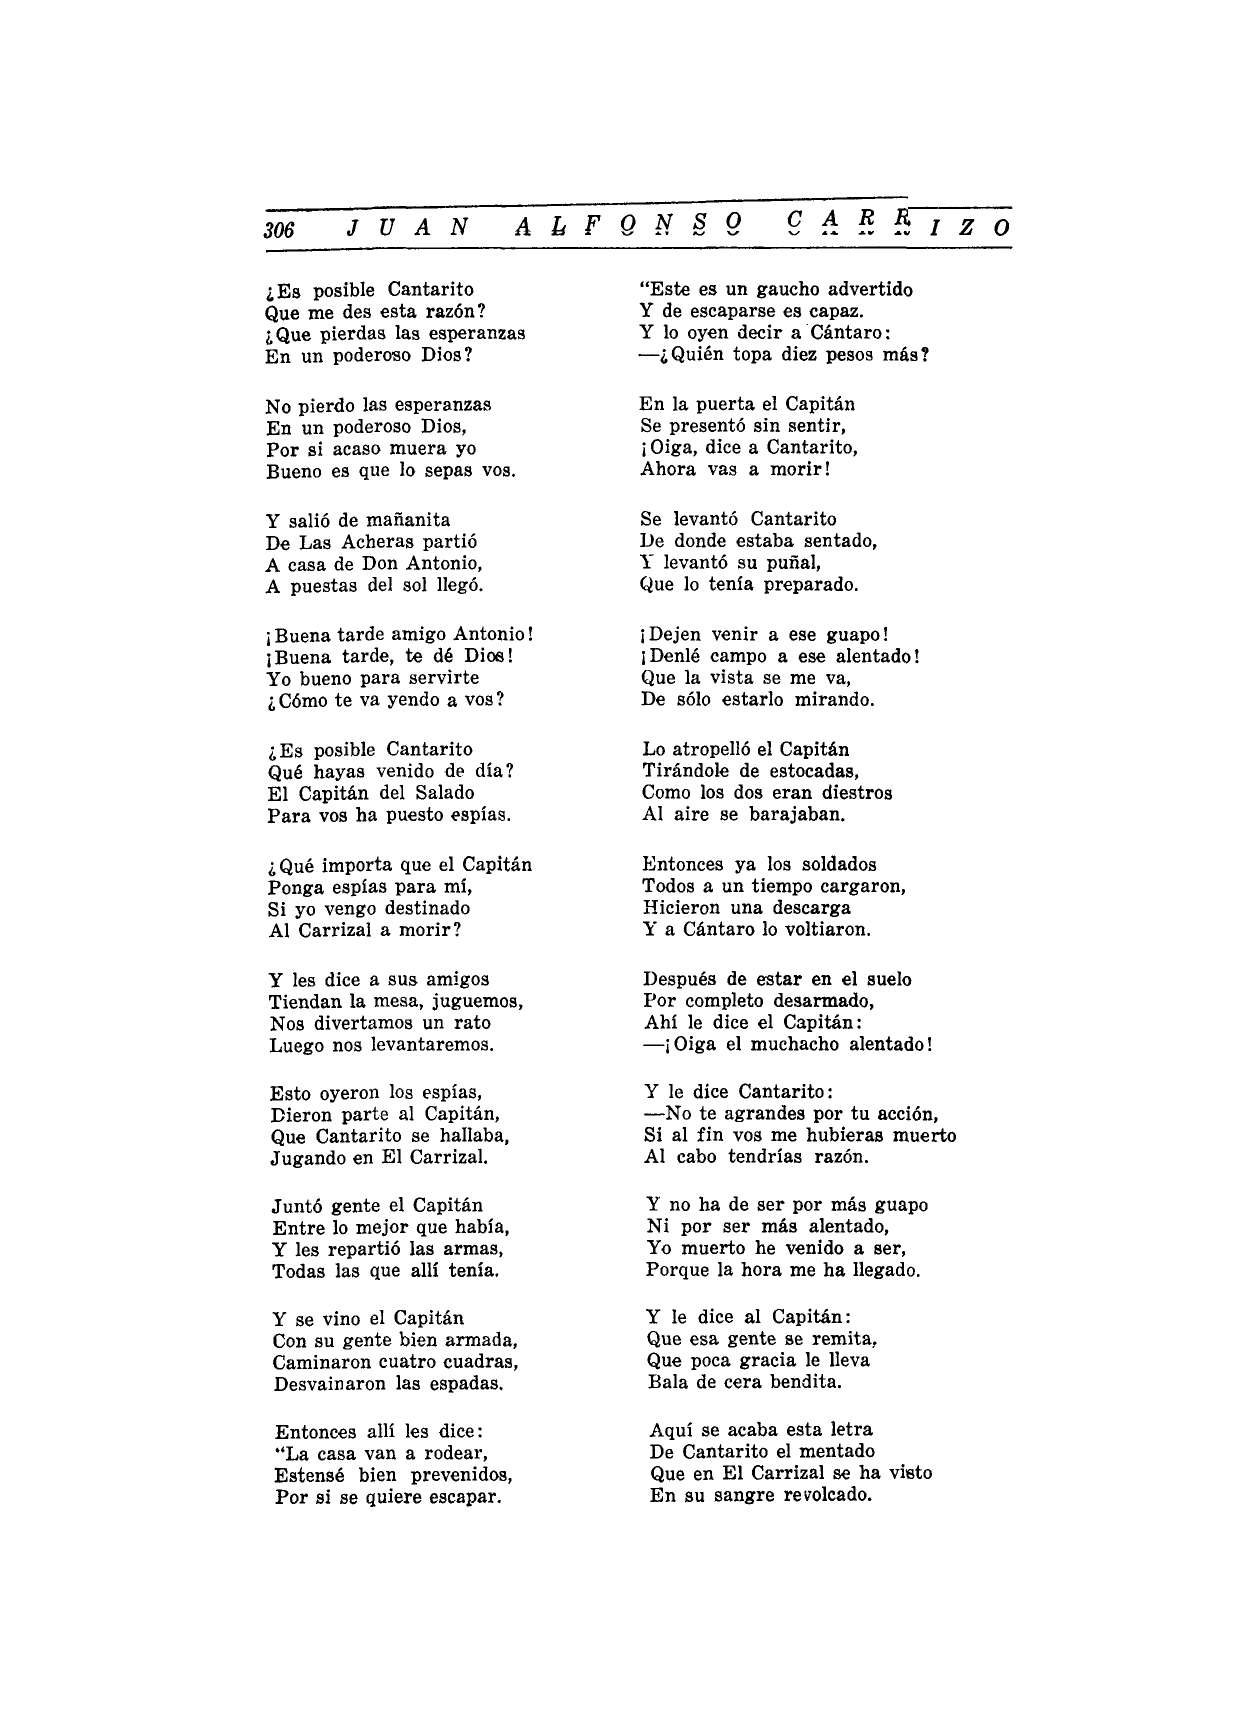 306 JUAN ALFONSO CARRIZO
¿Es posible Cantarito
Que me des esta razón?
¿Que pierdas las esperanzas
En un poderoso Dios?
No pierdo las esperanzas
En un poderoso Dios,
Por si acaso muera yo
Bueno es que lo sepas vos.
Y salió de mañanita
De Las Acheras partió
A casa de Don Antonio,
A puestas del sol llegó.
¡Buena tarde amigo Antonio!
¡Buena tarde, te dé Dios!
Yo bueno para servirte
¿Cómo te va yendo a vos?
¿Es posible Cantarito
Qué hayas venido de día?
El Capitán del Salado
Para vos ha puesto espías.
¿Qué importa que el Capitán
Ponga espías para mí,
Si yo vengo destinado
Al Carrizal a morir?
Y les dice a sus amigos
Tiendan la mesa, juguemos,
Nos divertamos un rato
Luego nos levantaremos.
Esto oyeron los espías,
Dieron parte al Capitán,
Que Cantarito se hallaba,
Jugando en El Carrizal.
Juntó gente el Capitán
Entre lo mejor que había,
Y les repartió las armas,
Todas las que allí tenía.
Y se vino el Capitán
Con su gente bien armada,
Caminaron cuatro cuadras,
Desvainaron las espadas.
Entonces allí les dice:
“La casa van a rodear,
Estensé bien prevenidos,
Por si se quiere escapar.
“Este es un gaucho advertido
Y de escaparse es capaz.
Y lo oyen decir a Cántaro:
—¿Quién topa diez pesos más?
En la puerta el Capitán
Se presentó sin sentir,
¡Oiga, dice a Cantarito,
Ahora vas a morir!
Se levantó Cantarito
De donde estaba sentado,
Y levantó su puñal,
Que lo tenía preparado.
¡Dejen venir a ese guapo!
¡Denlé campo a ese alentado!
Que la vista se me va,
De sólo estarlo mirando.
Lo atropelló el Capitán
Tirándole de estocadas,
Como los dos eran diestros
Al aire se barajaban.
Entonces ya los soldados
Todos a un tiempo cargaron,
Hicieron una descarga
Y a Cántaro lo voltiaron.
Después de estar en el suelo
Por completo desarmado,
Ahí le dice el Capitán:
—¡Oiga el muchacho alentado!
Y le dice Cantarito:
—No te agrandes por tu acción,
Si al fin vos me hubieras muerto
Al cabo tendrías razón.
Y no ha de ser por más guapo
Ni por ser más alentado,
Yo muerto he venido a ser,
Porque la hora me ha llegado.
Y le dice al Capitán:
Que esa gente se remita,
Que poca gracia le lleva
Bala de cera bendita.
Aquí se acaba esta letra
De Cantarito el mentado
Que en El Carrizal se ha visto
En su sangre revolcado.